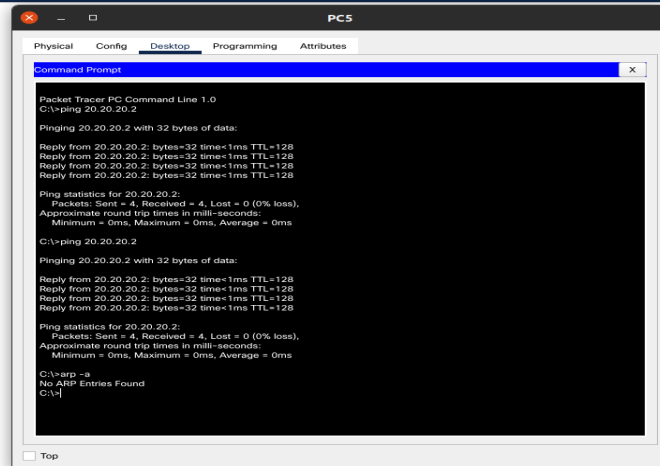 PC5
Physical Config Desktop Programming Attributes
Command Prompt
X
Packet Tracer PC Command Line 1.0
C:\>ping 20.20.20.2
Pinging 20.20.20.2 with 32 bytes of data:
Reply from 20.20.20.2: bytes=32 time<1ms TTL=128
Reply from 20.20.20.2: bytes=32 time<1ms TTL=128
Reply from 20.20.20.2: bytes=32 time<1ms TTL=128
Reply from 20.20.20.2: bytes=32 time<1ms TTL=128
Ping statistics for 20.20.20.2:
Packets: Sent = 4, Received = 4, Lost = 0 (0% loss),
Approximate round trip times in milli-seconds:
Minimum = 0ms, Maximum = 0ms, Average = 0ms
C:\>ping 20.20.20.2
Pinging 20.20.20.2 with 32 bytes of data:
Reply from 20.20.20.2: bytes=32 time<1ms TTL=128
Reply from 20.20.20.2: bytes=32 time<1ms TTL=128
Reply from 20.20.20.2: bytes=32 time<1ms TTL=128
Reply from 20.20.20.2: bytes=32 time<1ms TTL=128
Ping statistics for 20.20.20.2:
Packets: Sent = 4, Received = 4, Lost = 0 (0% loss),
Approximate round trip times in milli-seconds:
Minimum = 0ms, Maximum = 0ms, Average = 0ms
C:\>arp -a
No ARP Entries Found
C:\>
Top